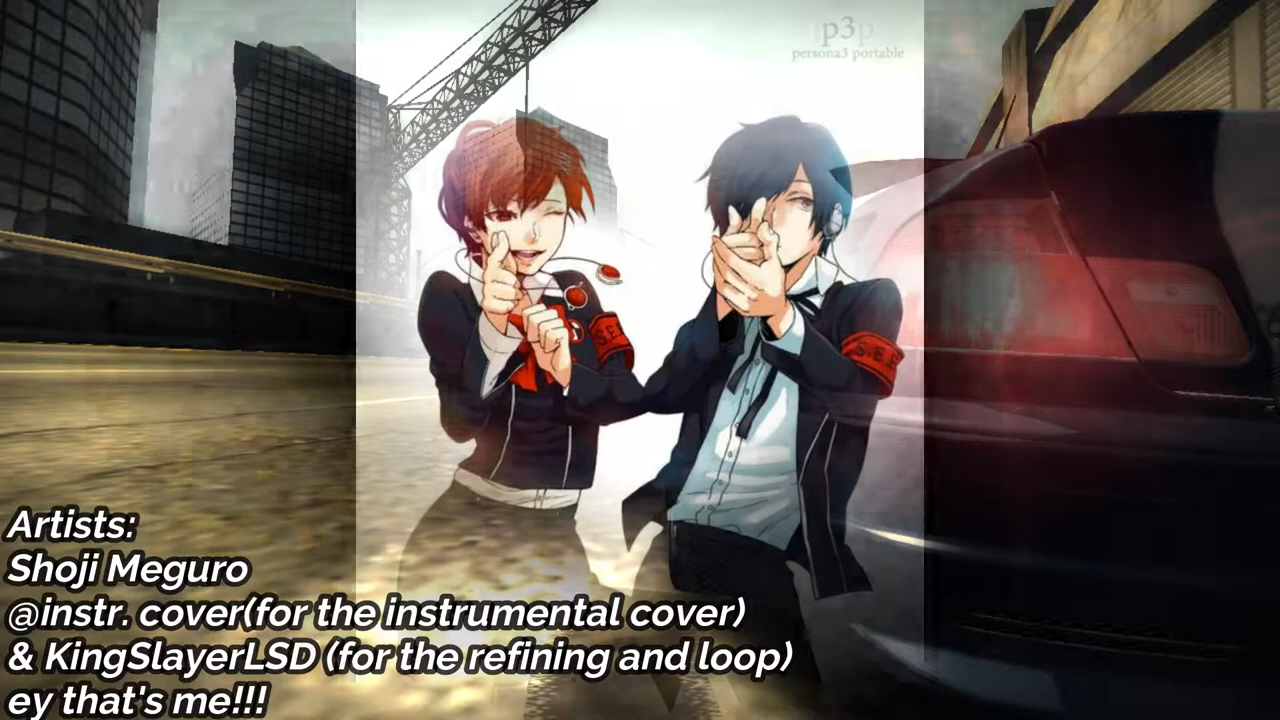 p3p
persona3 portable
S.E.E
S.E.E
Artists:
Shoji Meguro
@instr. cover(for the instrumental cover)
& KingSlayerLSD (for the refining and loop)
ey that's me!!!